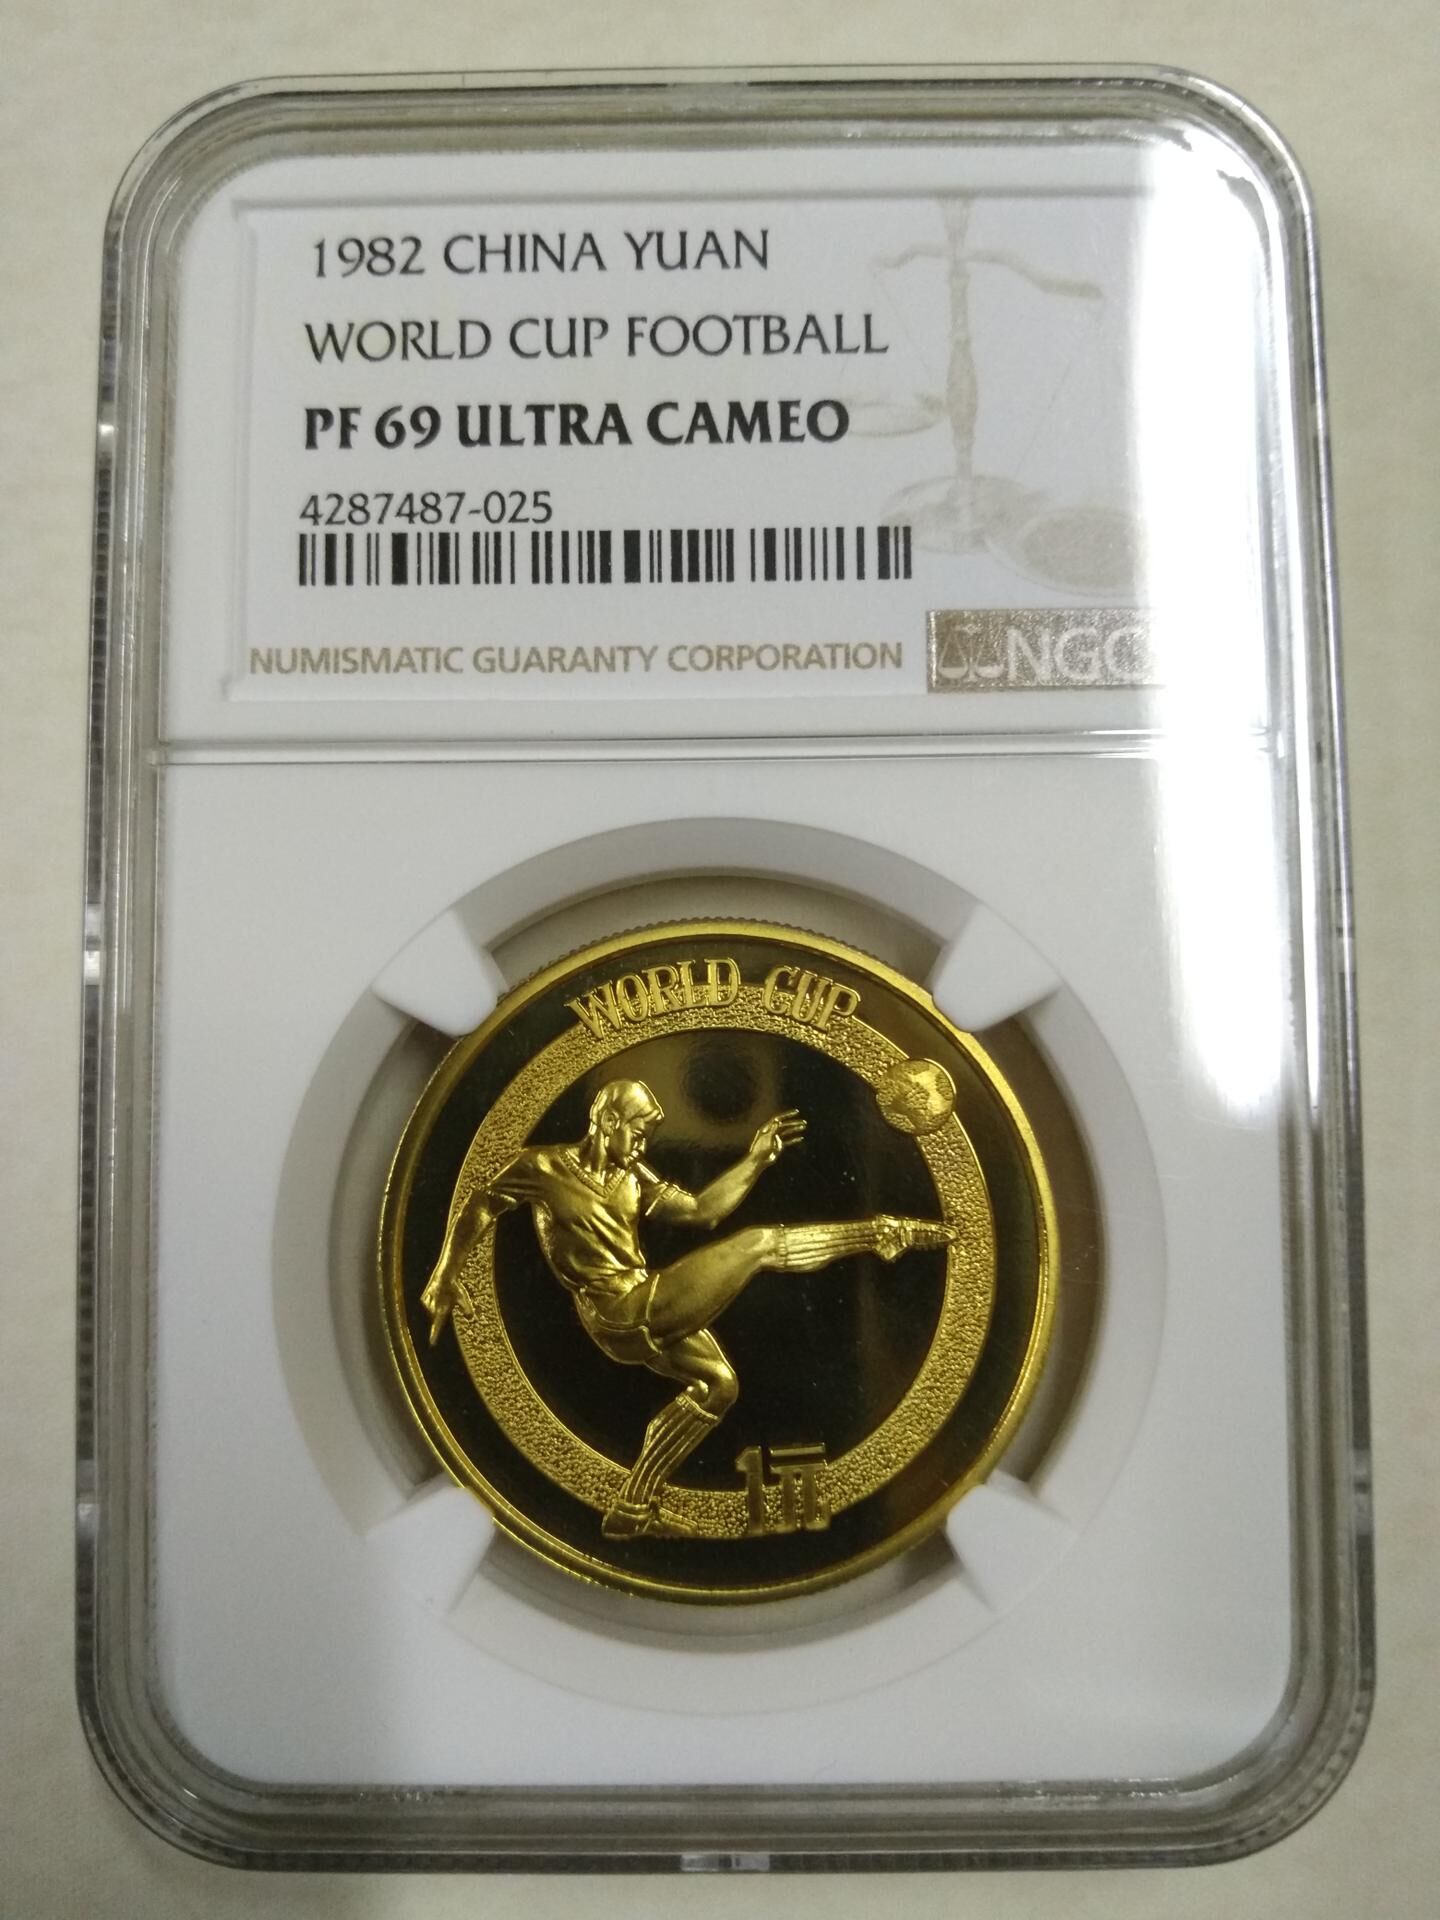 1982 CHINA YUAN
WORLD CUP FOOTBALL
PF 69 ULTRA CAMEO
4287487-025
NUMISMATIC GUARANTY CORPORATION
NGC
WORLD CUP
1元